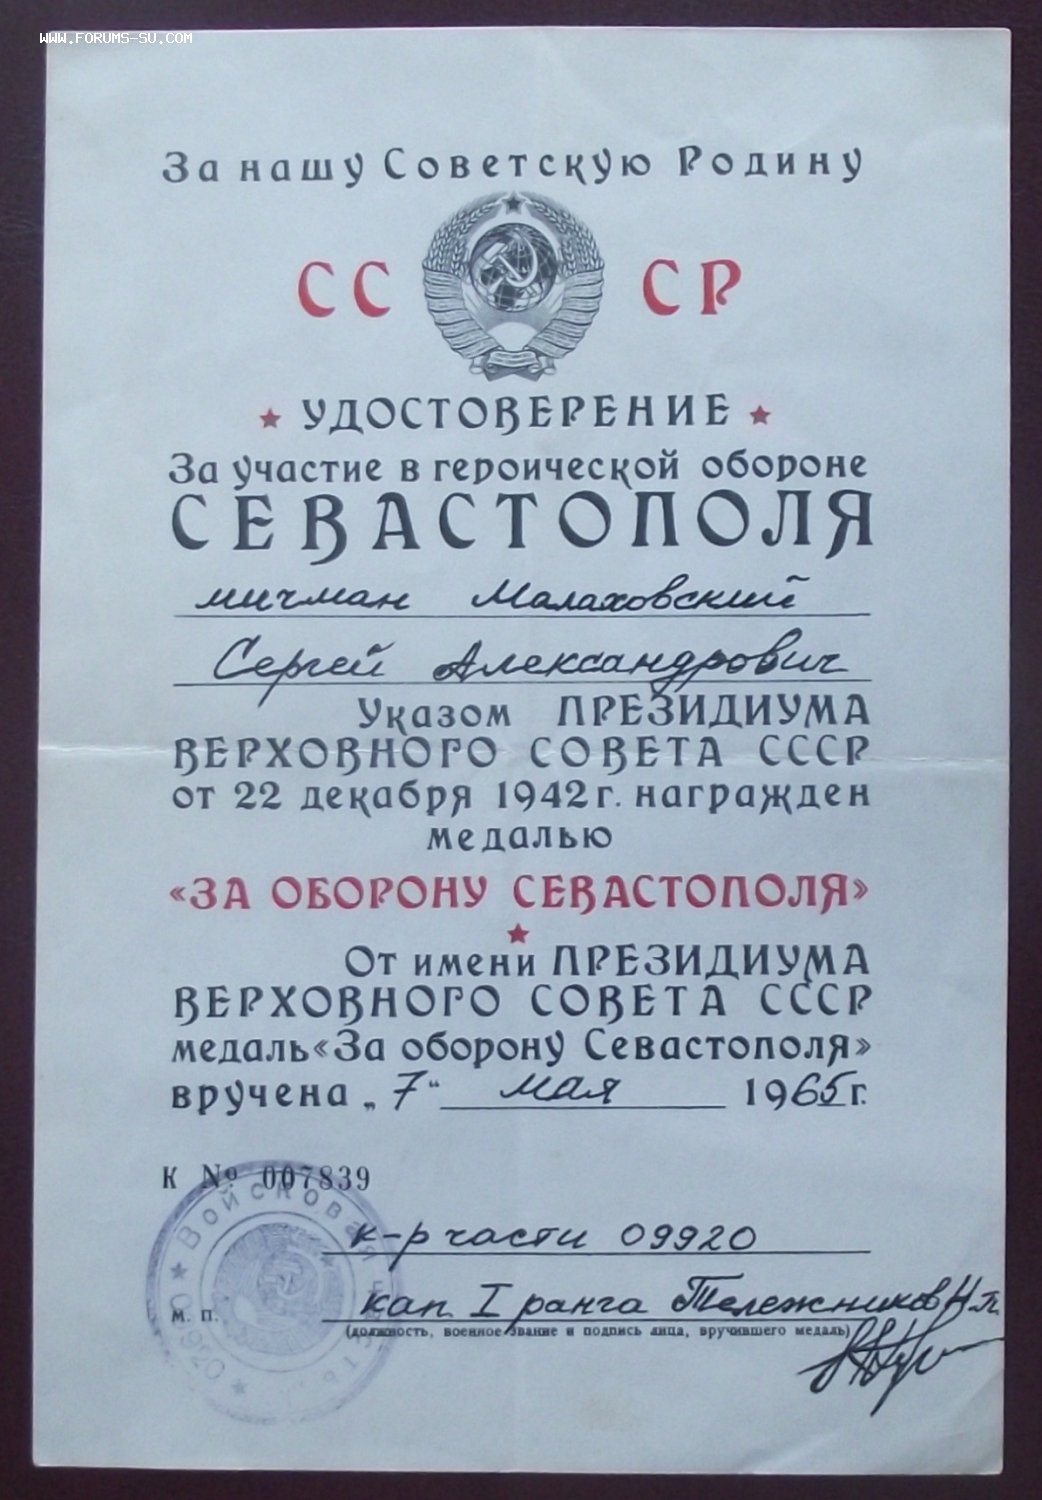 www.forums-su.com
За нашу Советскую Родину
СС СР
УДОСТОВЕРЕНИЕ
За участие в героической обороне
СЕВАСТОПОЛЯ
мичман Малаховский
Сергей Александрович
Указом ПРЕЗИДИУМА
ВЕРХОВНОГО СОВЕТА СССР
от 22 декабря 1942 г. награжден
медалью
«ЗА ОБОРОНУ СЕВАСТОПОЛЯ»
От имени ПРЕЗИДИУМА
ВЕРХОВНОГО СОВЕТА СССР
медаль «За оборону Севастополя»
вручена „7“ мая 1965 г.
К № 007839
Войсковая часть 09920
к-р части 09920
м. п.
кап. I ранга Тележников Н.П.
(должность, военное звание и подпись лица, вручившего медаль)